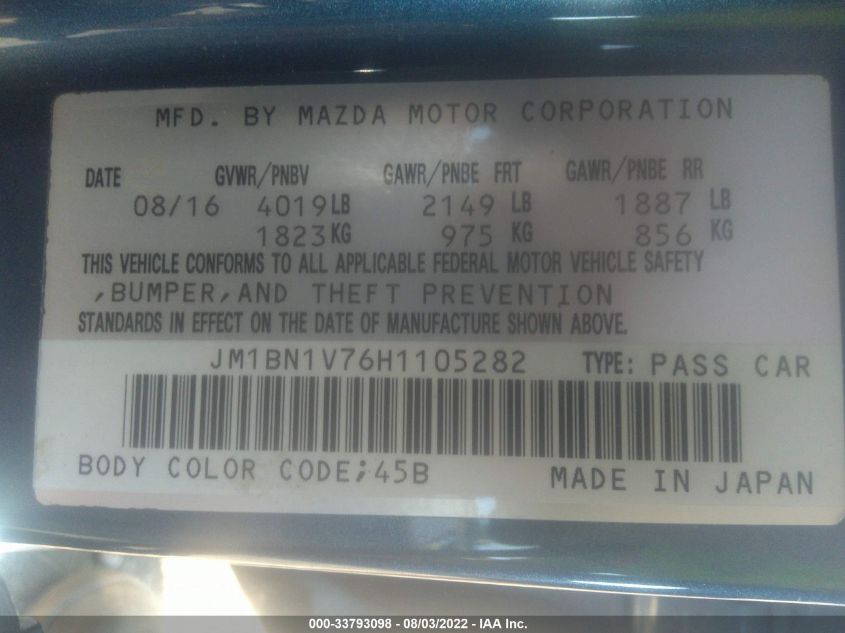 MFD. BY MAZDA MOTOR CORPORATION
DATE GVWR/PNBV GAWR/PNBE FRT GAWR/PNBE RR
08/16 4019LB 2149 LB 1887 LB
1823KG 975 KG 856 KG
THIS VEHICLE CONFORMS TO ALL APPLICABLE FEDERAL MOTOR VEHICLE SAFETY
,BUMPER,AND THEFT PREVENTION
STANDARDS IN EFFECT ON THE DATE OF MANUFACTURE SHOWN ABOVE.
JM1BN1V76H1105282 TYPE: PASS CAR
BODY COLOR CODE;45B MADE IN JAPAN
000-33793098 - 08/03/2022 - IAA Inc.